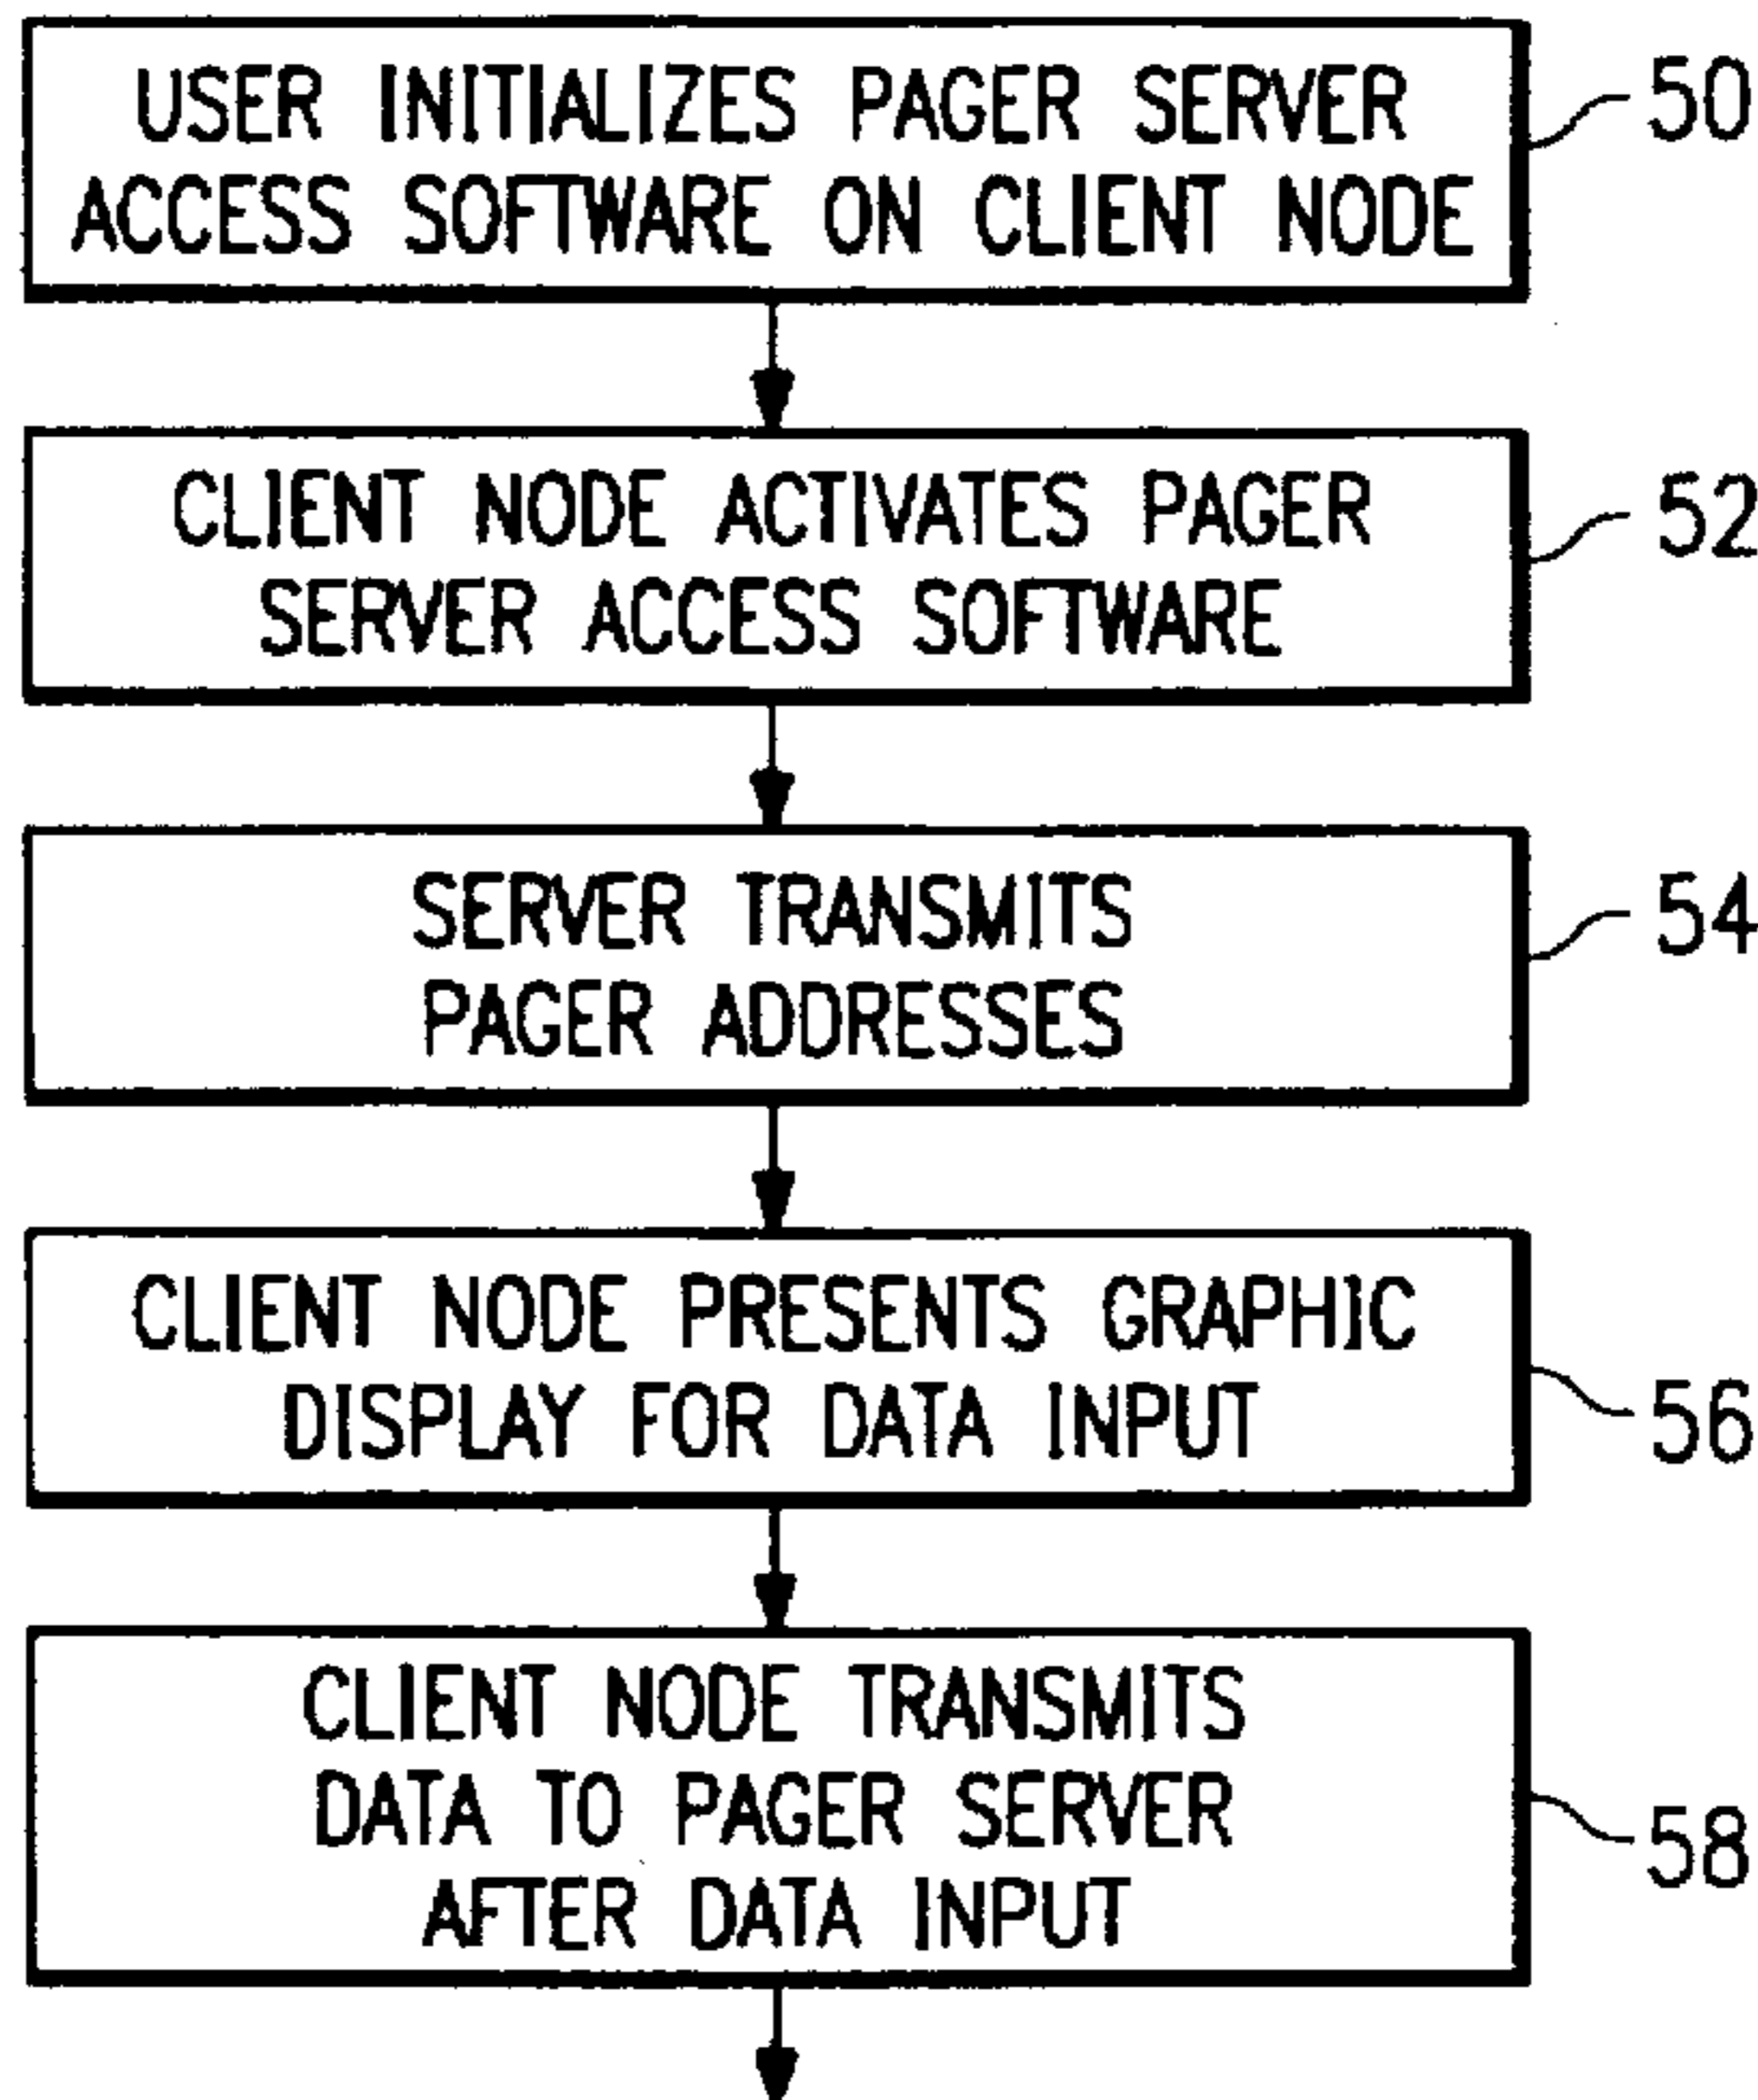 USER INITIALIZES PAGER SERVER
ACCESS SOFTWARE ON CLIENT NODE
50
CLIENT NODE ACTIVATES PAGER
SERVER ACCESS SOFTWARE
52
SERVER TRANSMITS
PAGER ADDRESSES
54
CLIENT NODE PRESENTS GRAPHIC
DISPLAY FOR DATA INPUT
56
CLIENT NODE TRANSMITS
DATA TO PAGER SERVER
AFTER DATA INPUT
58